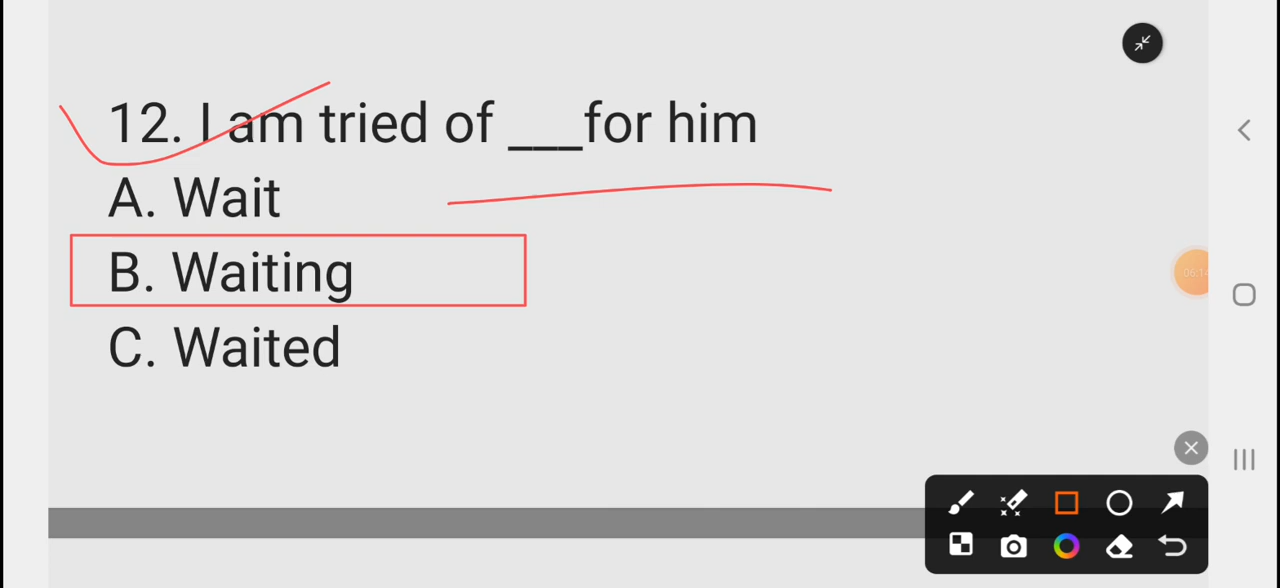 12. I am tried of ___for him
A. Wait
B. Waiting
C. Waited